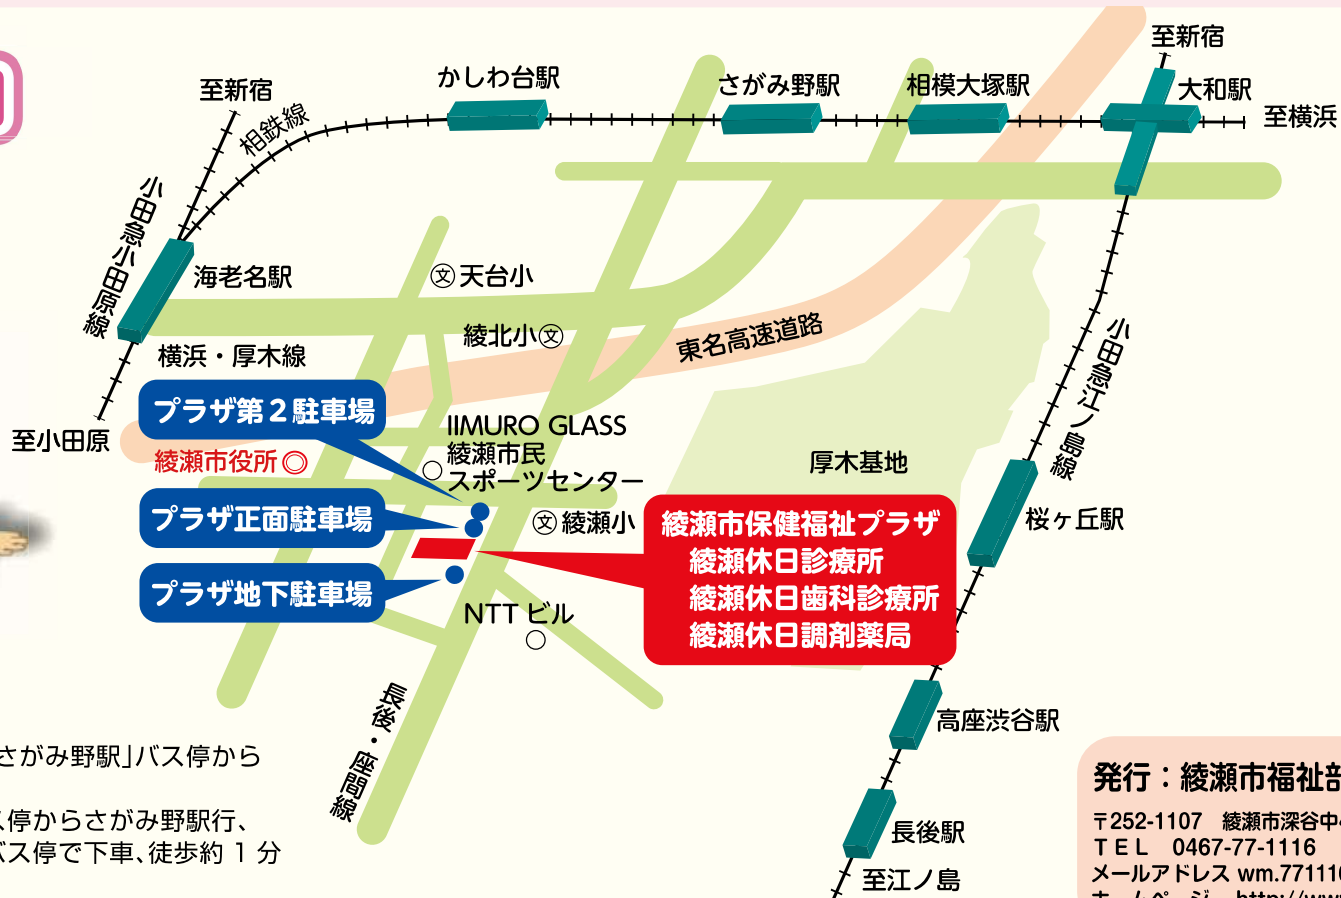 至新宿
至新宿
かしわ台駅
さがみ野駅
相模大塚駅
大和駅
至横浜
相鉄線
小田急小田原線
海老名駅
㊛天台小
綾北小㊛
東名高速道路
横浜・厚木線
プラザ第２駐車場
至小田原
綾瀬市役所◎
IIMURO GLASS
綾瀬市民
○スポーツセンター
厚木基地
小田急江ノ島線
プラザ正面駐車場
文 綾瀬小
綾瀬市保健福祉プラザ
綾瀬休日診療所
綾瀬休日歯科診療所
綾瀬休日調剤薬局
桜ヶ丘駅
プラザ地下駐車場
NTT ビル
○
長後・座間線
高座渋谷駅
長後駅
至江ノ島
さがみ野駅」バス停から
停からさがみ野駅行、
バス停で下車、徒歩約 1 分
発行：綾瀬市福祉部
〒252-1107　綾瀬市深谷中
ＴＥＬ　0467-77-1116
メールアドレス wm.771116